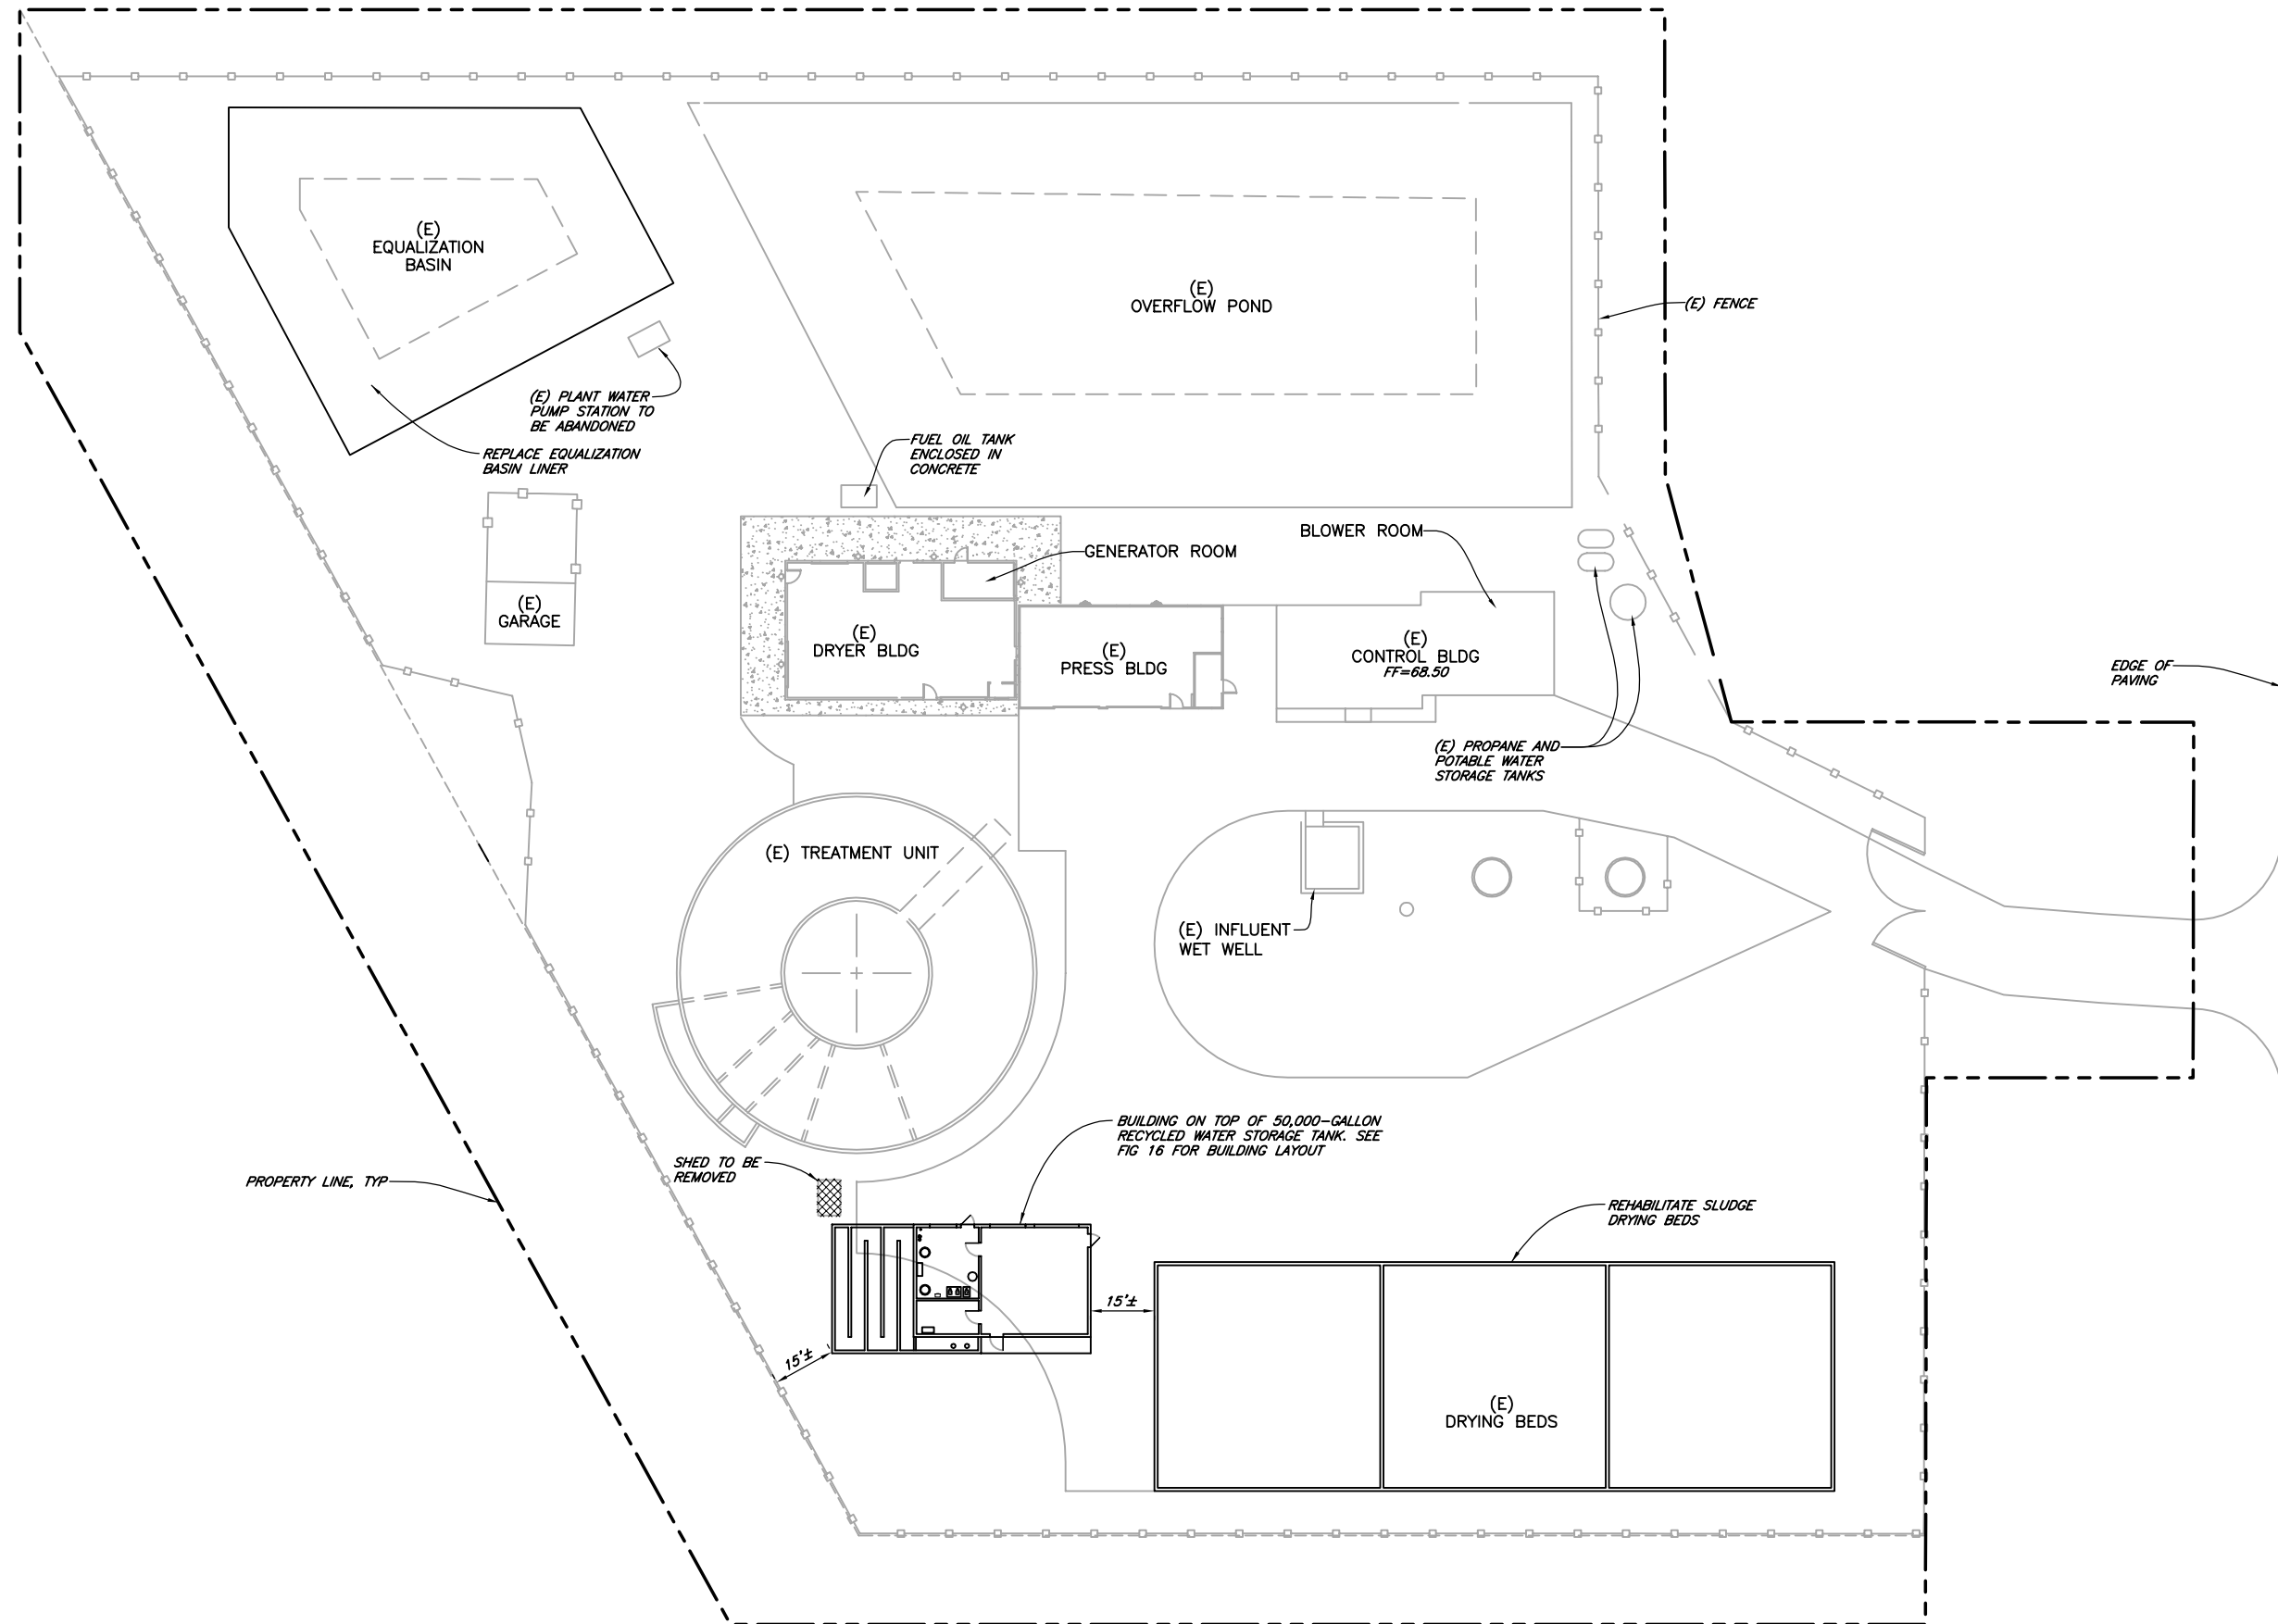 (E)
EQUALIZATION
BASIN
(E)
OVERFLOW POND
(E) FENCE
(E) PLANT WATER
PUMP STATION TO
BE ABANDONED
REPLACE EQUALIZATION
BASIN LINER
FUEL OIL TANK
ENCLOSED IN
CONCRETE
GENERATOR ROOM
BLOWER ROOM
(E)
GARAGE
(E)
DRYER BLDG
(E)
PRESS BLDG
(E)
CONTROL BLDG
FF=68.50
EDGE OF
PAVING
(E) PROPANE AND
POTABLE WATER
STORAGE TANKS
(E) TREATMENT UNIT
(E) INFLUENT
WET WELL
BUILDING ON TOP OF 50,000-GALLON
RECYCLED WATER STORAGE TANK. SEE
FIG 16 FOR BUILDING LAYOUT
SHED TO BE
REMOVED
PROPERTY LINE, TYP
REHABILITATE SLUDGE
DRYING BEDS
15'±
15'±
(E)
DRYING BEDS